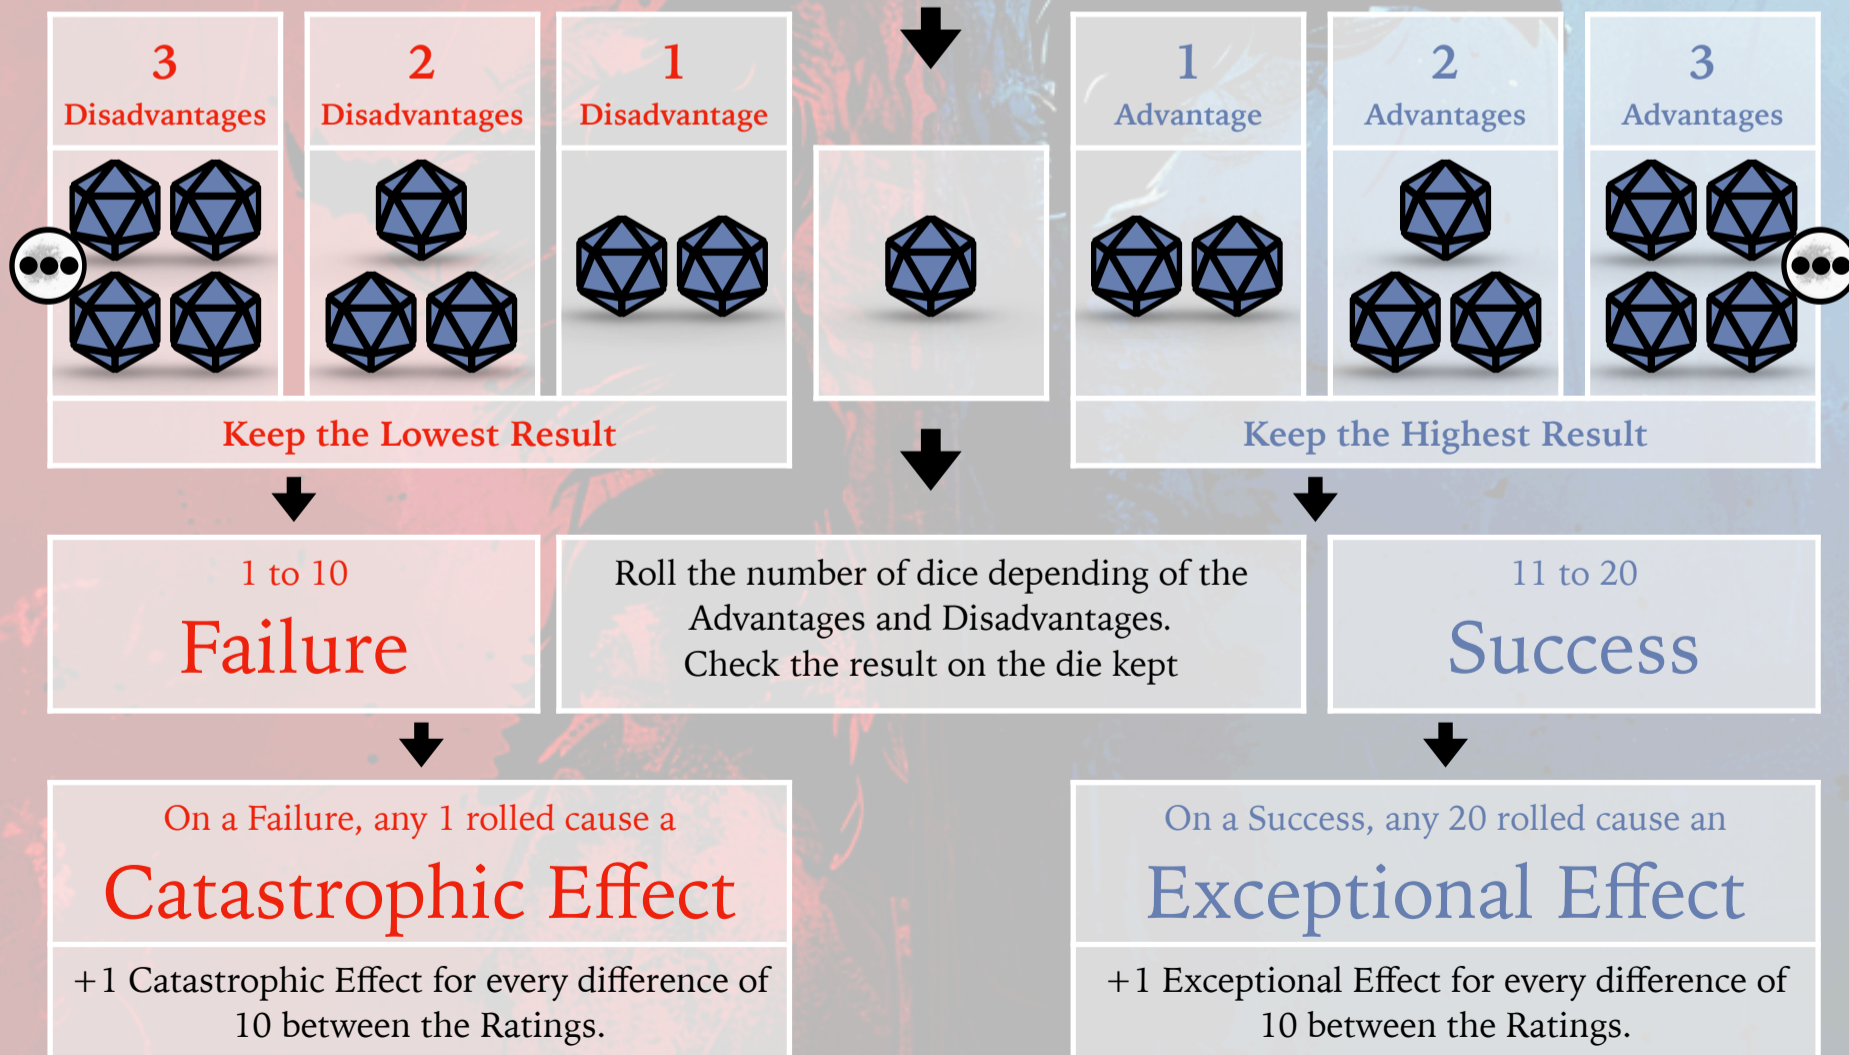 3
Disadvantages
2
Disadvantages
1
Disadvantage
1
Advantage
2
Advantages
3
Advantages
Keep the Lowest Result
Keep the Highest Result
1 to 10
Failure
Roll the number of dice depending of the
Advantages and Disadvantages.
Check the result on the die kept
11 to 20
Success
On a Failure, any 1 rolled cause a
Catastrophic Effect
+1 Catastrophic Effect for every difference of
10 between the Ratings.
On a Success, any 20 rolled cause an
Exceptional Effect
+1 Exceptional Effect for every difference of
10 between the Ratings.